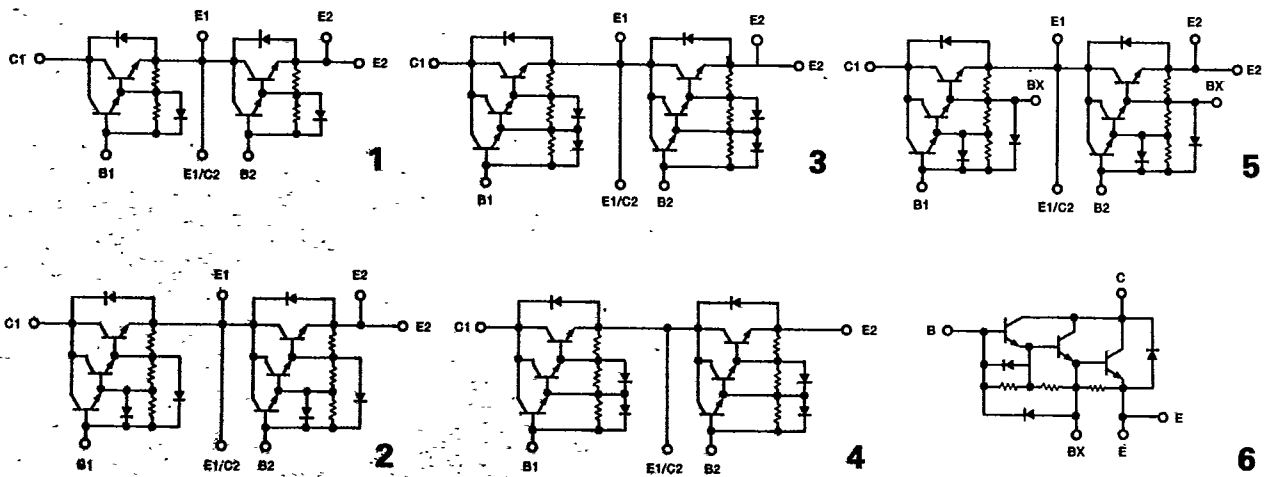 E1 E2
C1 E2
B1 E1/C2 B2
1
E1 E2
C1 E2
B1 E1/C2 B2
3
E1 E2
C1 BX E2
BX
B1 E1/C2 B2
5
E1 E2
C1 E2
B1 E1/C2 B2
2
C1 E2
B1 E1/C2 B2
4
C
B
E
BX E
6